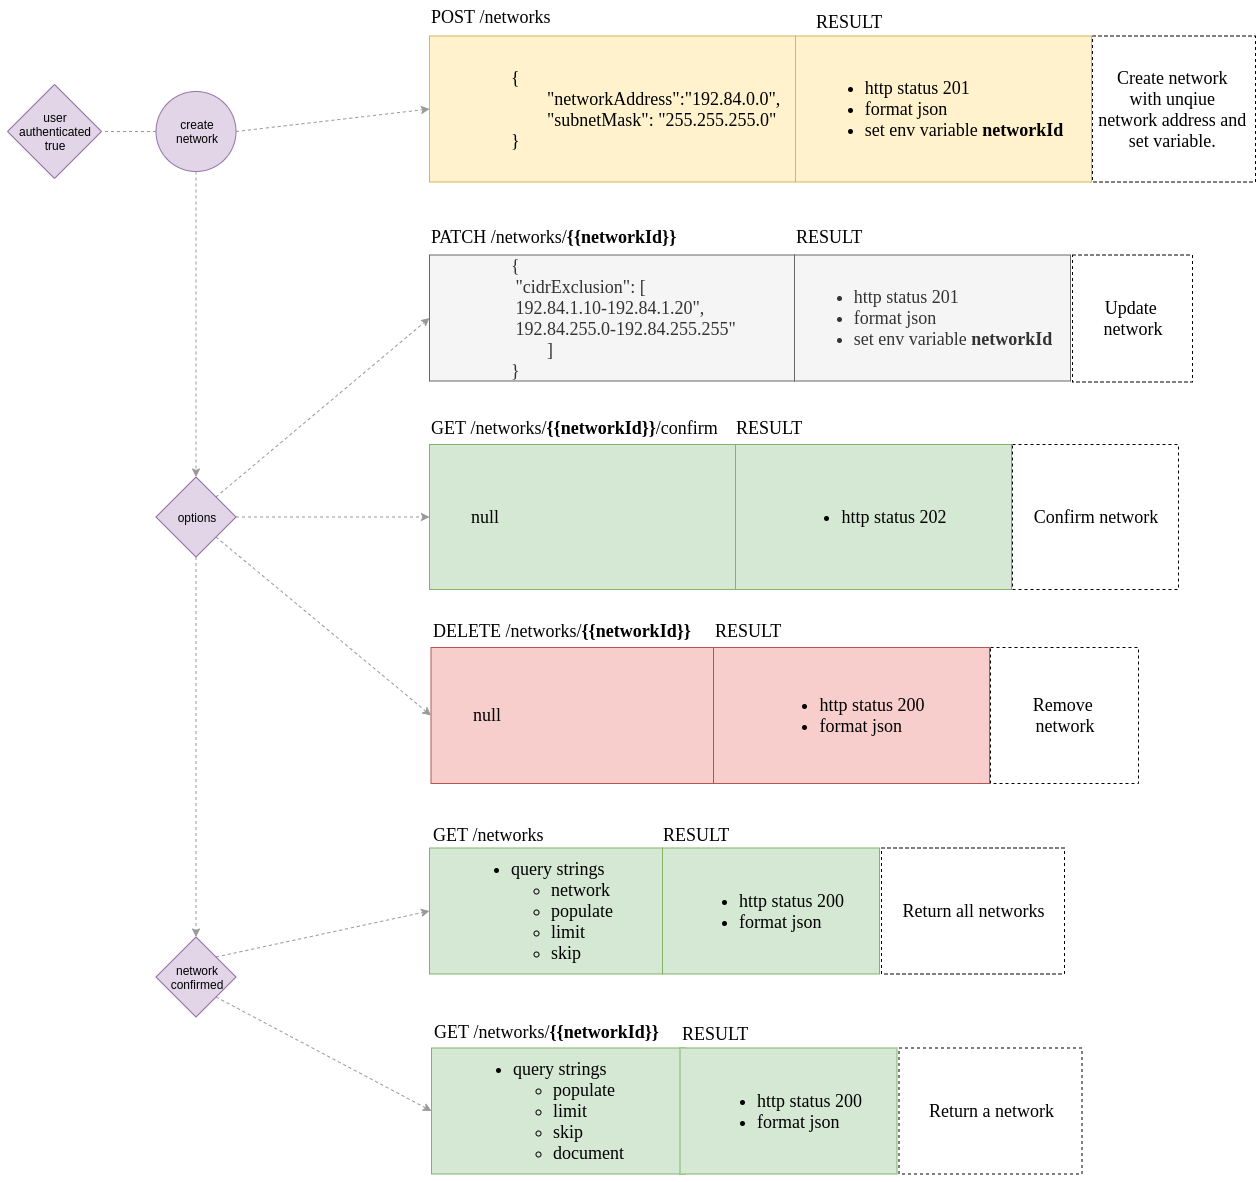 user
authenticated
true
create
network
POST /networks
RESULT
{
"networkAddress":"192.84.0.0",
"subnetMask": "255.255.255.0"
}
• http status 201
• format json
• set env variable networkId
Create network
with unqiue
network address and
set variable.
PATCH /networks/{{networkId}}
RESULT
{
"cidrExclusion": [
192.84.1.10-192.84.1.20",
192.84.255.0-192.84.255.255"
]
}
• http status 201
• format json
• set env variable networkId
Update
network
options
GET /networks/{{networkId}}/confirm
RESULT
null
• http status 202
Confirm network
DELETE /networks/{{networkId}}
RESULT
null
• http status 200
• format json
Remove
network
network
confirmed
GET /networks
RESULT
• query strings
◦ network
◦ populate
◦ limit
◦ skip
• http status 200
• format json
Return all networks
GET /networks/{{networkId}}
RESULT
• query strings
◦ populate
◦ limit
◦ skip
◦ document
• http status 200
• format json
Return a network